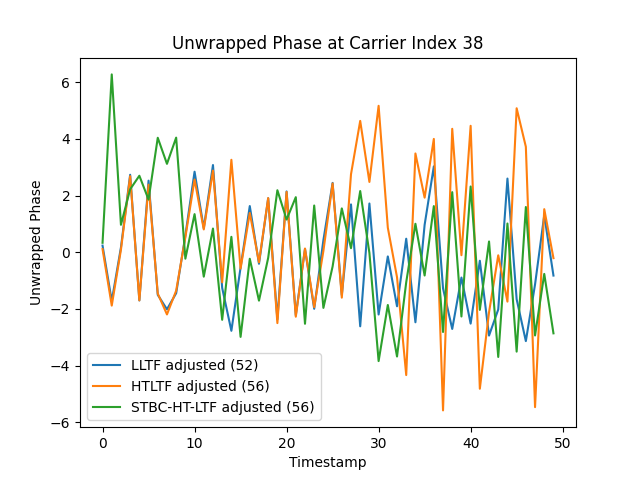 Unwrapped Phase at Carrier Index 38
Unwrapped Phase
6
4
2
0
−2
−4
−6
LLTF adjusted (52)
HTLTF adjusted (56)
STBC-HT-LTF adjusted (56)
0 10 20 30 40 50
Timestamp